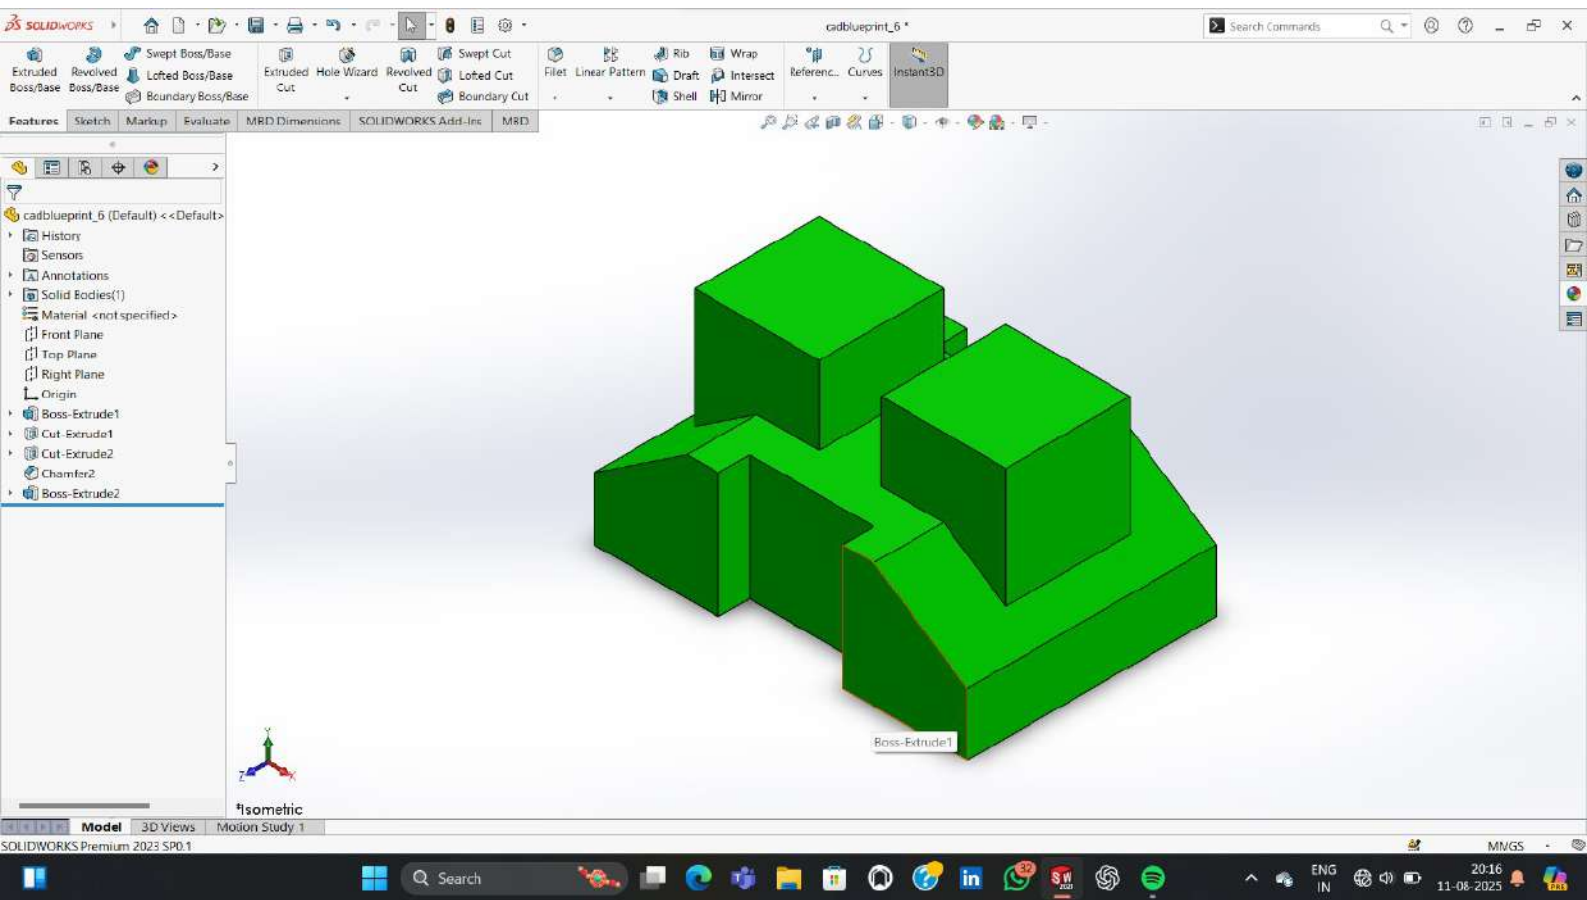 SOLIDWORKS
cadblueprint_6 *
Search Commands
Extruded Boss/Base
Revolved Boss/Base
Swept Boss/Base
Lofted Boss/Base
Boundary Boss/Base
Extruded Cut
Hole Wizard
Revolved Cut
Swept Cut
Lofted Cut
Boundary Cut
Fillet
Linear Pattern
Rib
Draft
Shell
Wrap
Intersect
Mirror
Referenc...
Curves
Instant3D
Features
Sketch
Markup
Evaluate
MBD Dimensions
SOLIDWORKS Add-Ins
MBD
cadblueprint_6 (Default) <<Default>
History
Sensors
Annotations
Solid Bodies(1)
Material <not specified>
Front Plane
Top Plane
Right Plane
Origin
Boss-Extrude1
Cut-Extrude1
Cut-Extrude2
Chamfer2
Boss-Extrude2
Boss-Extrude1
Y
Z
X
*Isometric
Model
3D Views
Motion Study 1
SOLIDWORKS Premium 2023 SP0.1
MMGS
Search
32
SW
2023
ENG
IN
20:16
11-08-2025
PRE